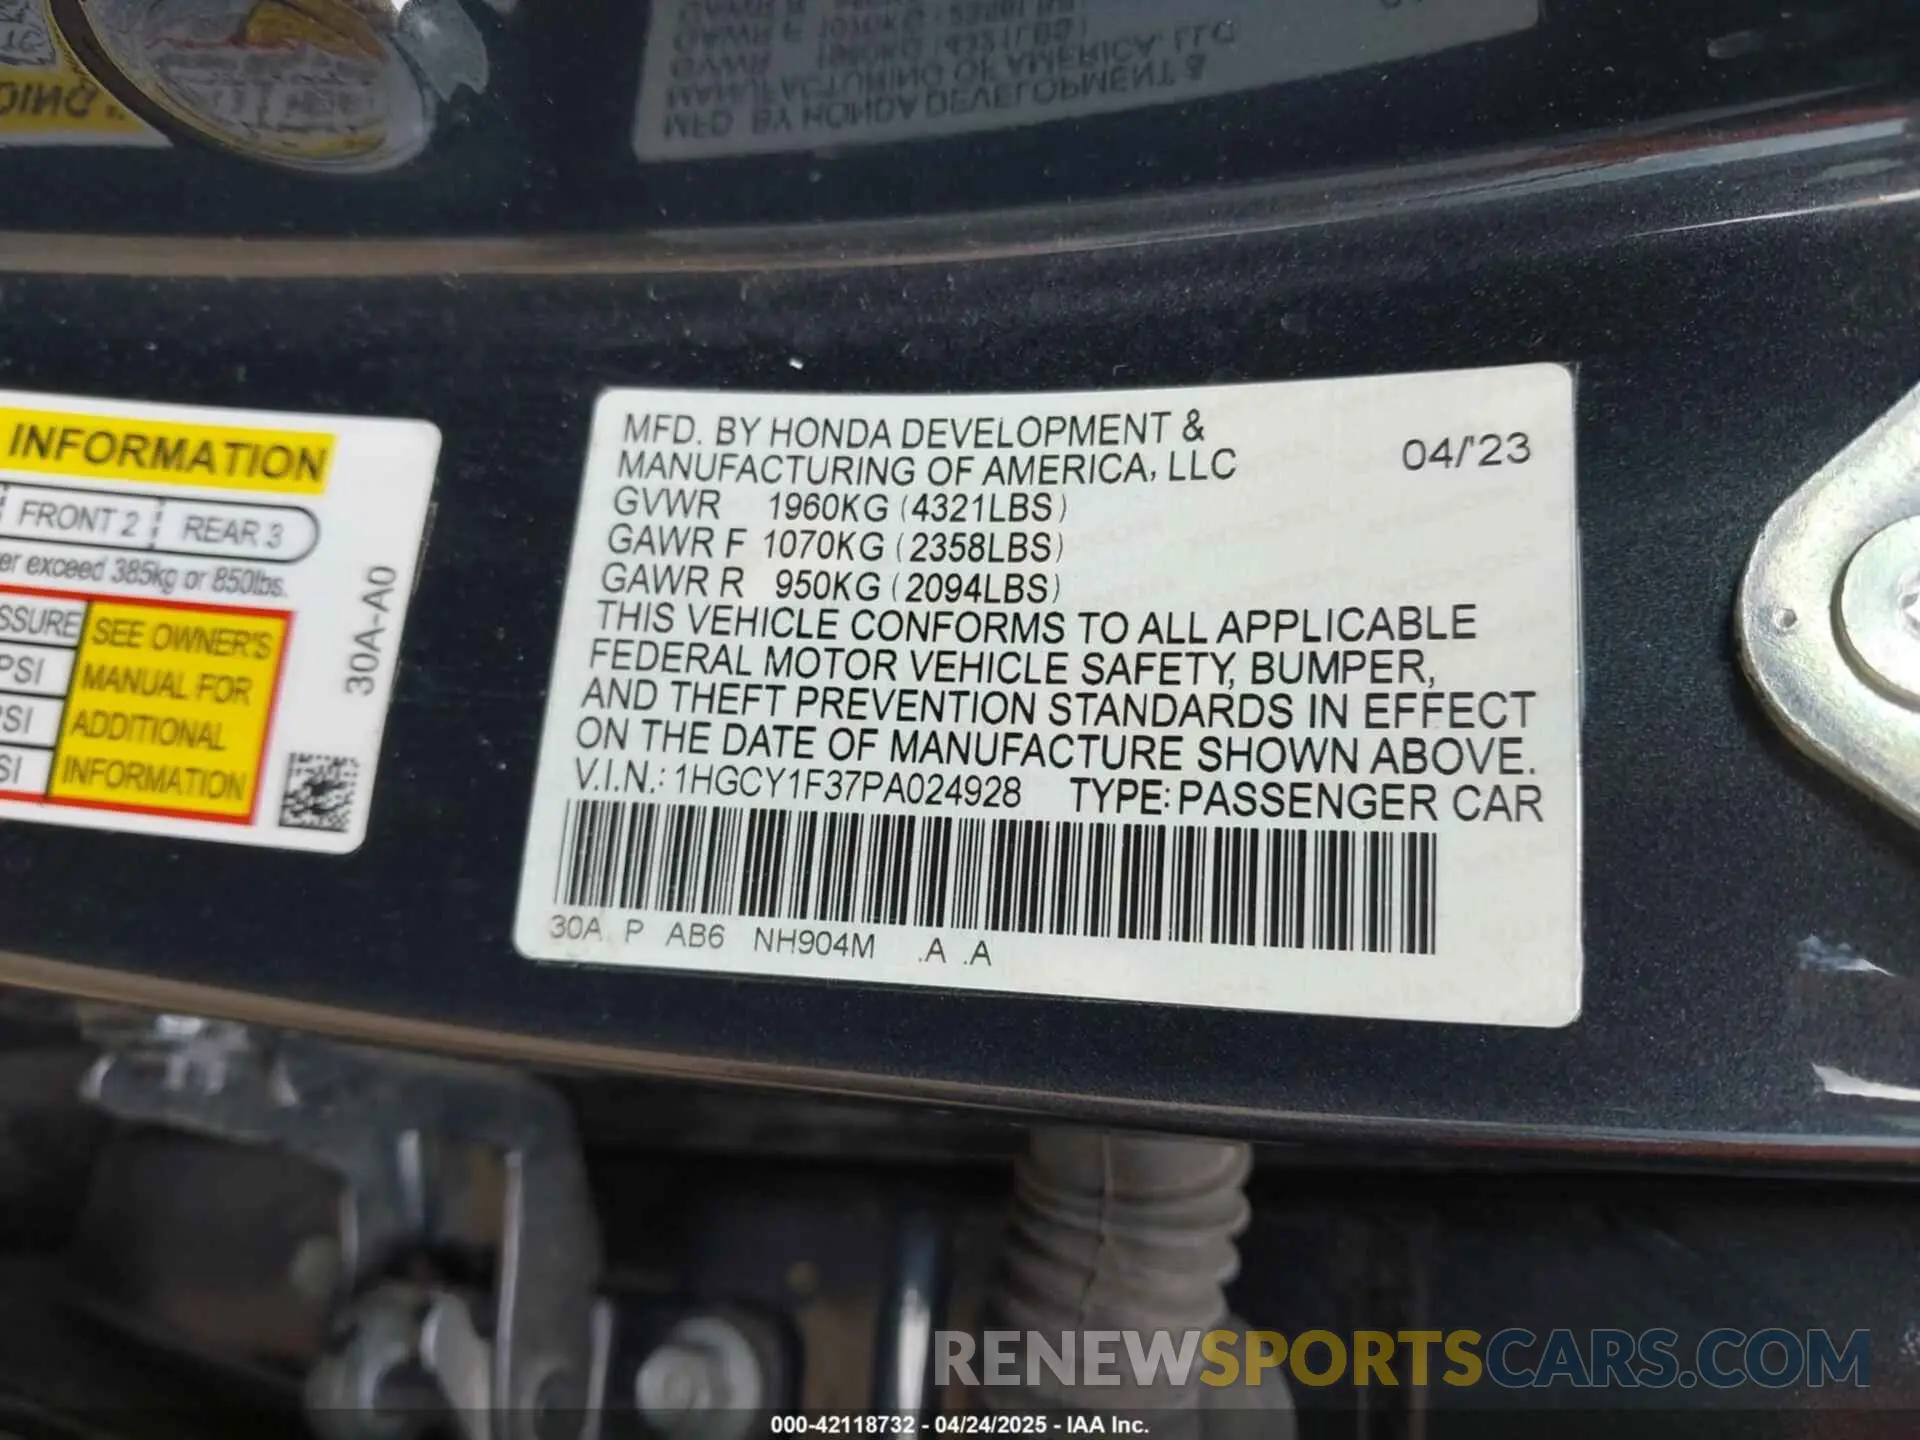 INFORMATION
FRONT 2 REAR 3
er exceed 385kg or 850lbs.
SSURE
PSI
SI
SI
SEE OWNER'S
MANUAL FOR
ADDITIONAL
INFORMATION
30A-A0
MFD. BY HONDA DEVELOPMENT &
MANUFACTURING OF AMERICA, LLC
04/'23
GVWR 1960KG (4321LBS)
GAWR F 1070KG (2358LBS)
GAWR R 950KG (2094LBS)
THIS VEHICLE CONFORMS TO ALL APPLICABLE
FEDERAL MOTOR VEHICLE SAFETY, BUMPER,
AND THEFT PREVENTION STANDARDS IN EFFECT
ON THE DATE OF MANUFACTURE SHOWN ABOVE.
V.I.N.: 1HGCY1F37PA024928 TYPE: PASSENGER CAR
30A P AB6 NH904M .A .A
RENEWSPORTSCARS.COM
000-42118732 - 04/24/2025 - IAA Inc.